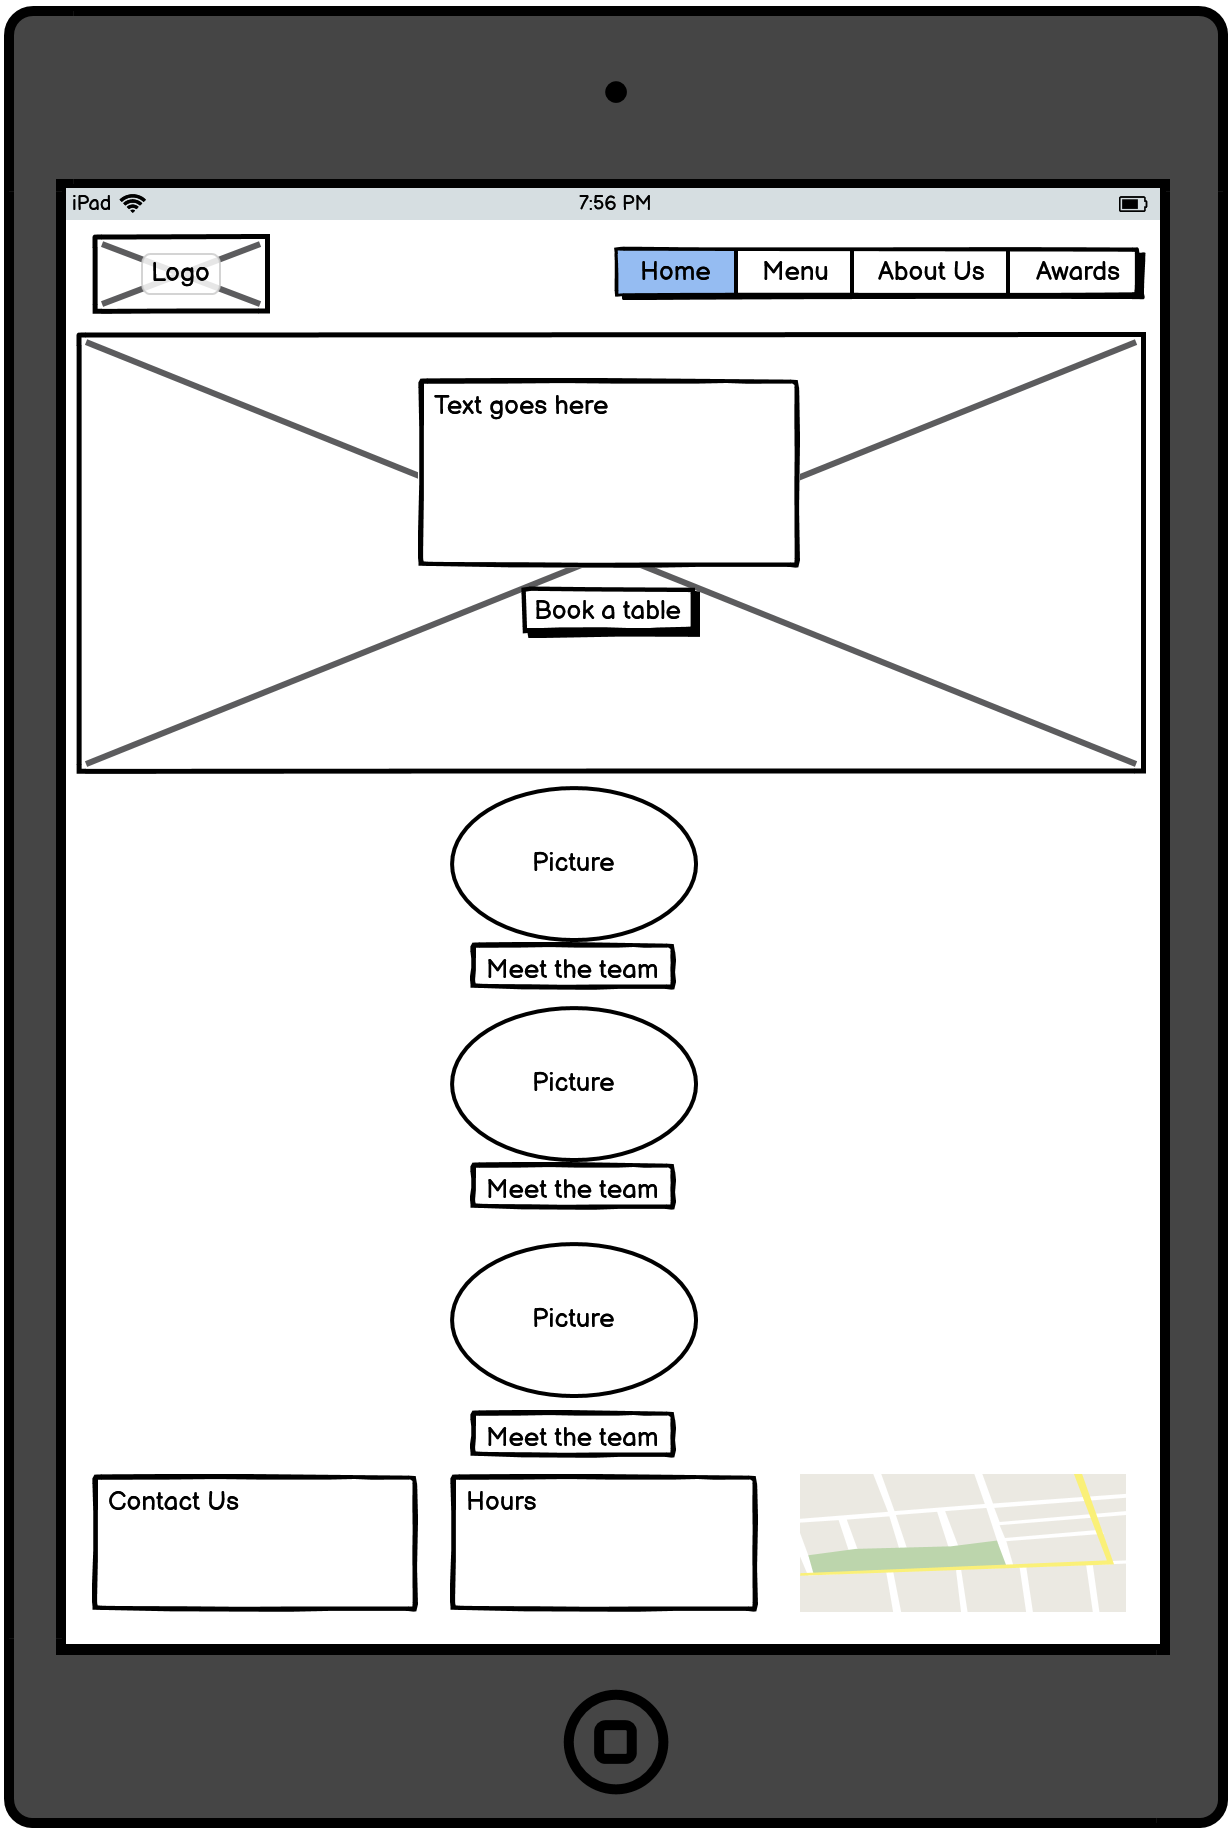 iPad 7:56 PM
Logo
Home Menu About Us Awards
Text goes here
Book a table
Picture
Meet the team
Picture
Meet the team
Picture
Meet the team
Contact Us
Hours